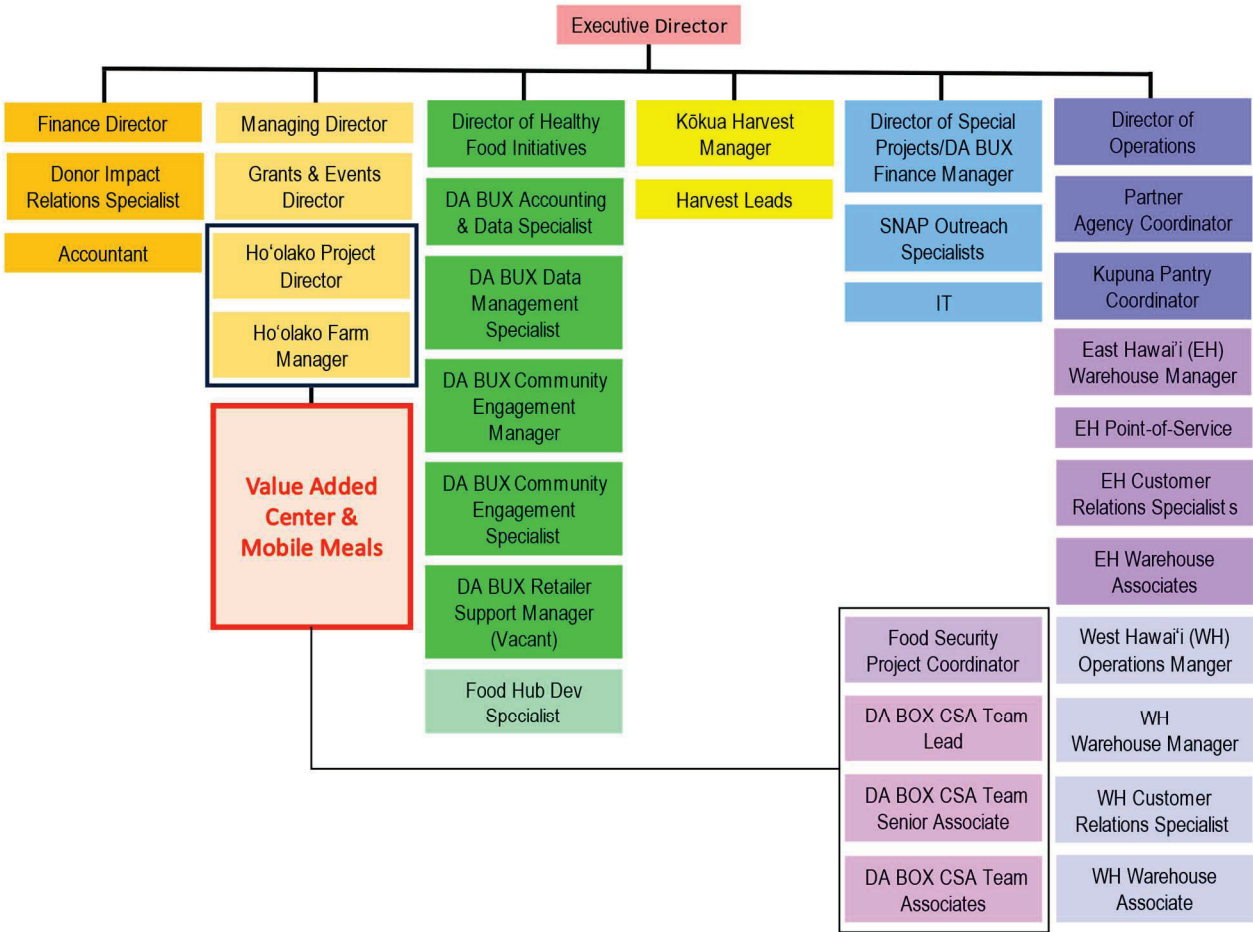 Executive Director
Finance Director
Donor Impact
Relations Specialist
Accountant
Managing Director
Grants & Events
Director
Hoʻolako Project
Director
Hoʻolako Farm
Manager
Value Added
Center &
Mobile Meals
Director of Healthy
Food Initiatives
DA BUX Accounting
& Data Specialist
DA BUX Data
Management
Specialist
DA BUX Community
Engagement
Manager
DA BUX Community
Engagement
Specialist
DA BUX Retailer
Support Manager
(Vacant)
Food Hub Dev
Specialist
Kōkua Harvest
Manager
Harvest Leads
Director of Special
Projects/DA BUX
Finance Manager
SNAP Outreach
Specialists
IT
Food Security
Project Coordinator
DA BOX CSA Team
Lead
DA BOX CSA Team
Senior Associate
DA BOX CSA Team
Associates
Director of
Operations
Partner
Agency Coordinator
Kupuna Pantry
Coordinator
East Hawai'i (EH)
Warehouse Manager
EH Point-of-Service
EH Customer
Relations Specialists
EH Warehouse
Associates
West Hawaiʻi (WH)
Operations Manger
WH
Warehouse Manager
WH Customer
Relations Specialist
WH Warehouse
Associate